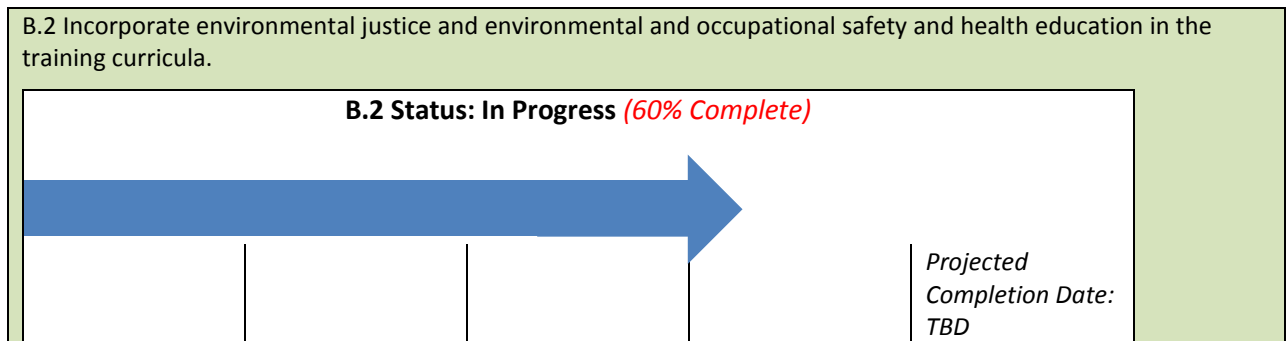 B.2 Incorporate environmental justice and environmental and occupational safety and health education in the
training curricula.
B.2 Status: In Progress (60% Complete)
Projected
Completion Date:
TBD